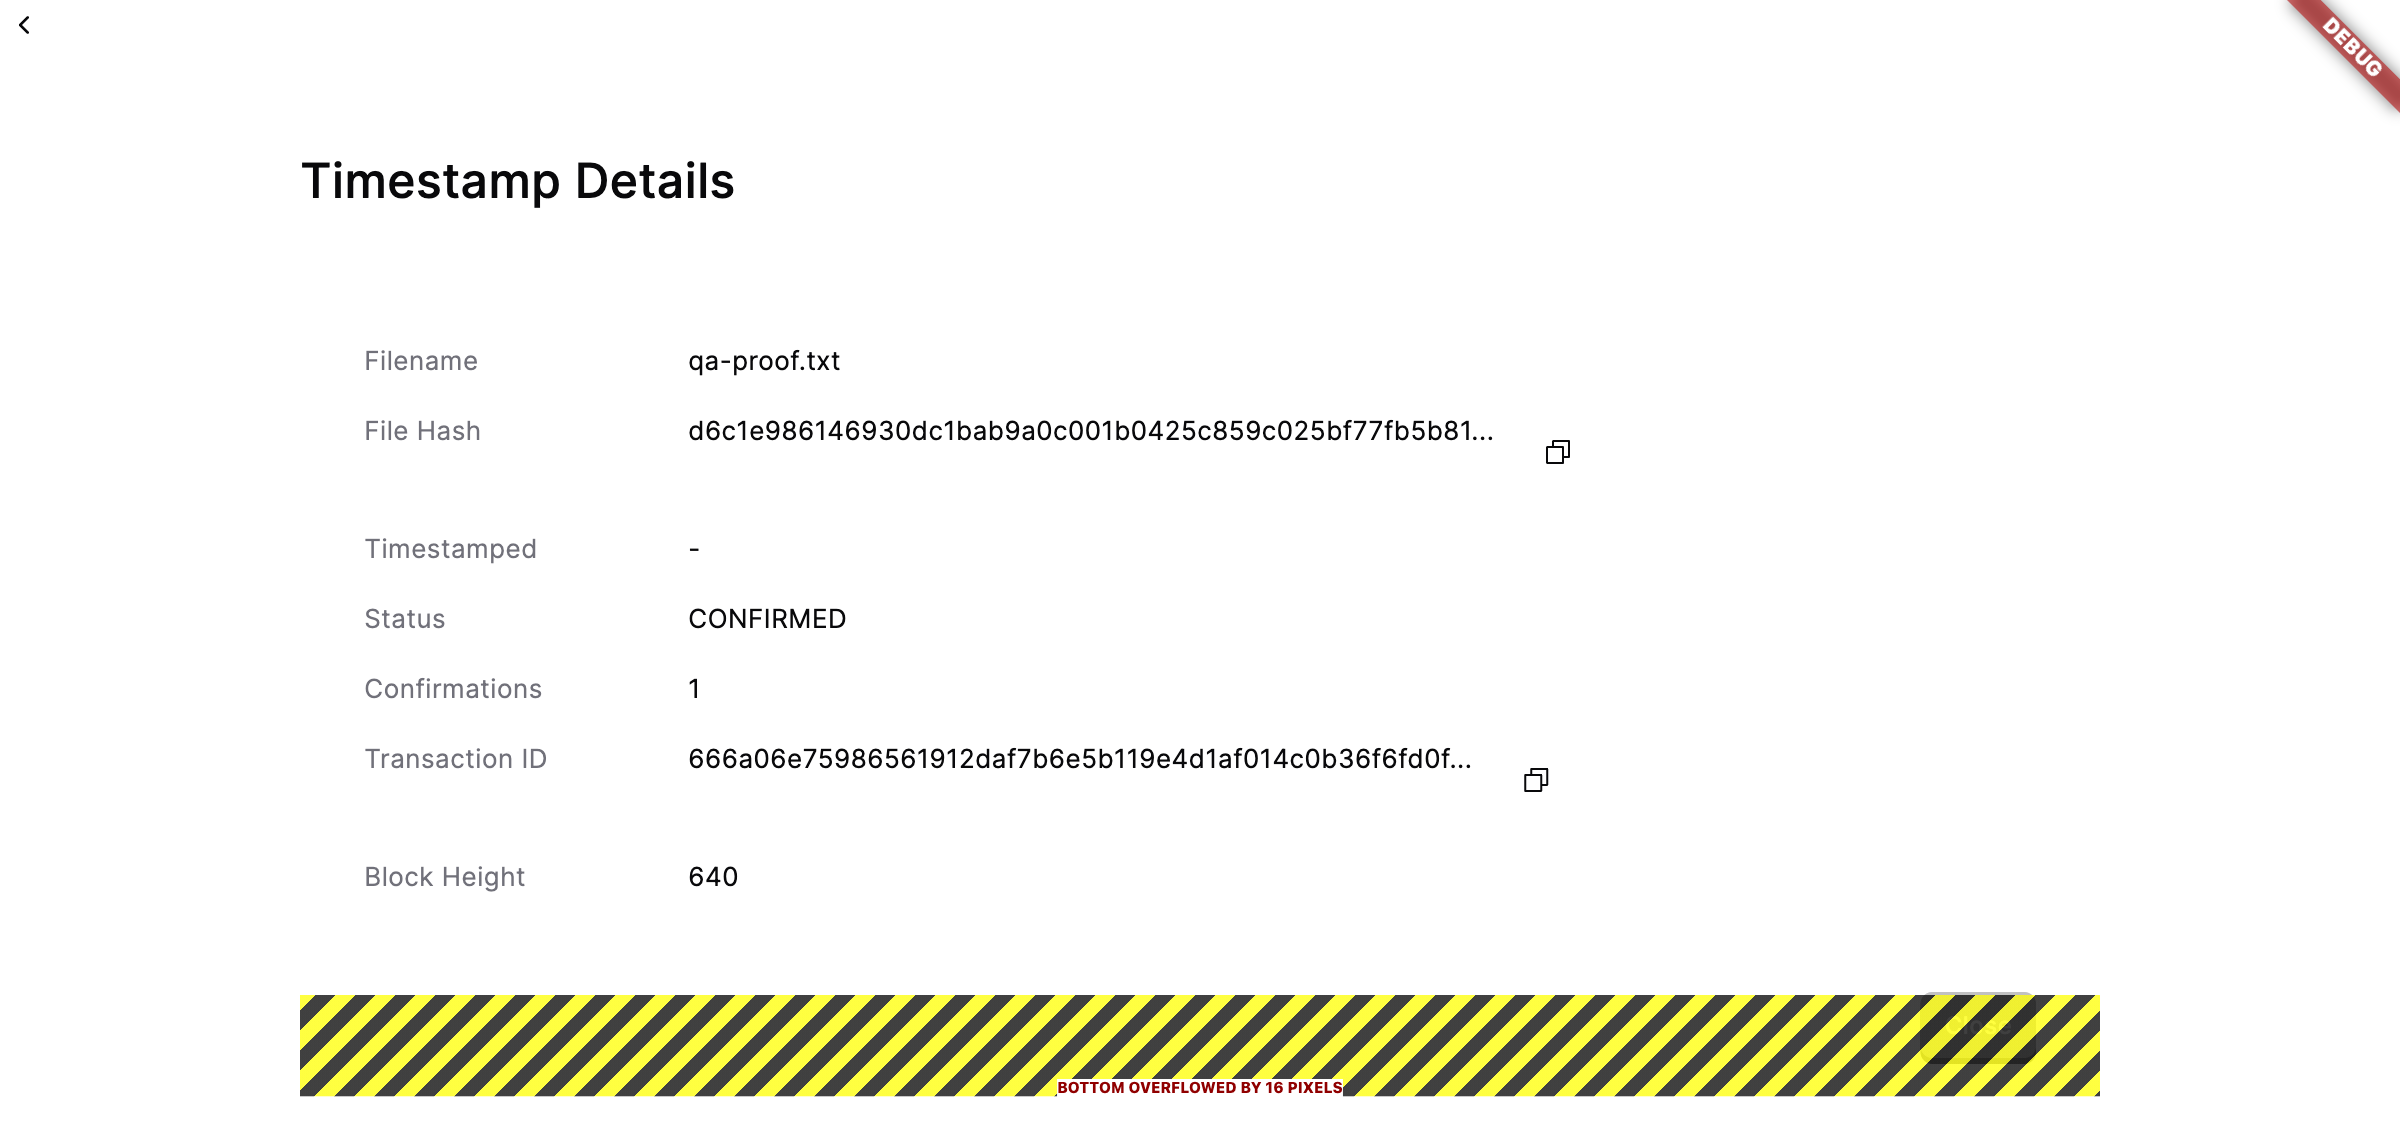 DEBUG
Timestamp Details
Filename qa-proof.txt
File Hash d6c1e986146930dc1bab9a0c001b0425c859c025bf77fb5b81...
Timestamped -
Status CONFIRMED
Confirmations 1
Transaction ID 666a06e75986561912daf7b6e5b119e4d1af014c0b36f6fd0f...
Block Height 640
BOTTOM OVERFLOWED BY 16 PIXELS